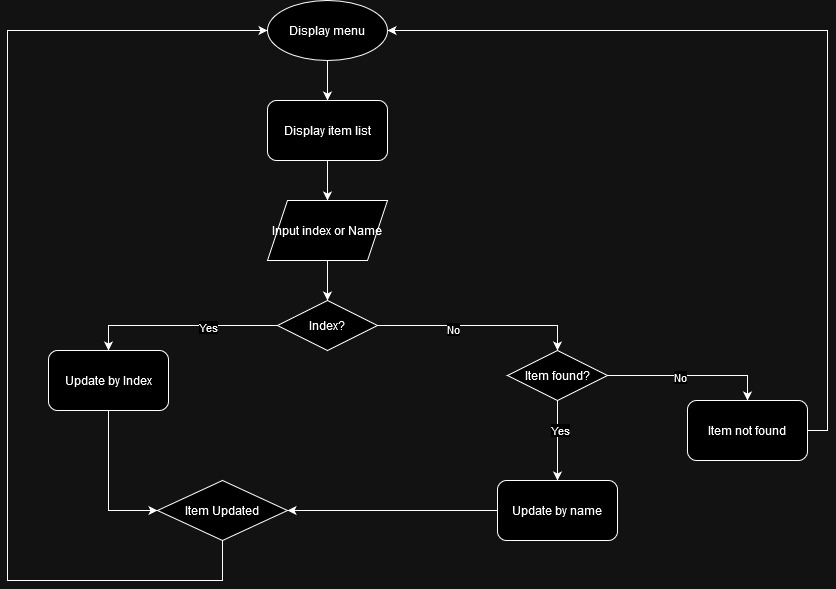 Display menu
Display item list
Input index or Name
Index?
Yes
No
Update by Index
Item found?
No
Item not found
Yes
Item Updated
Update by name